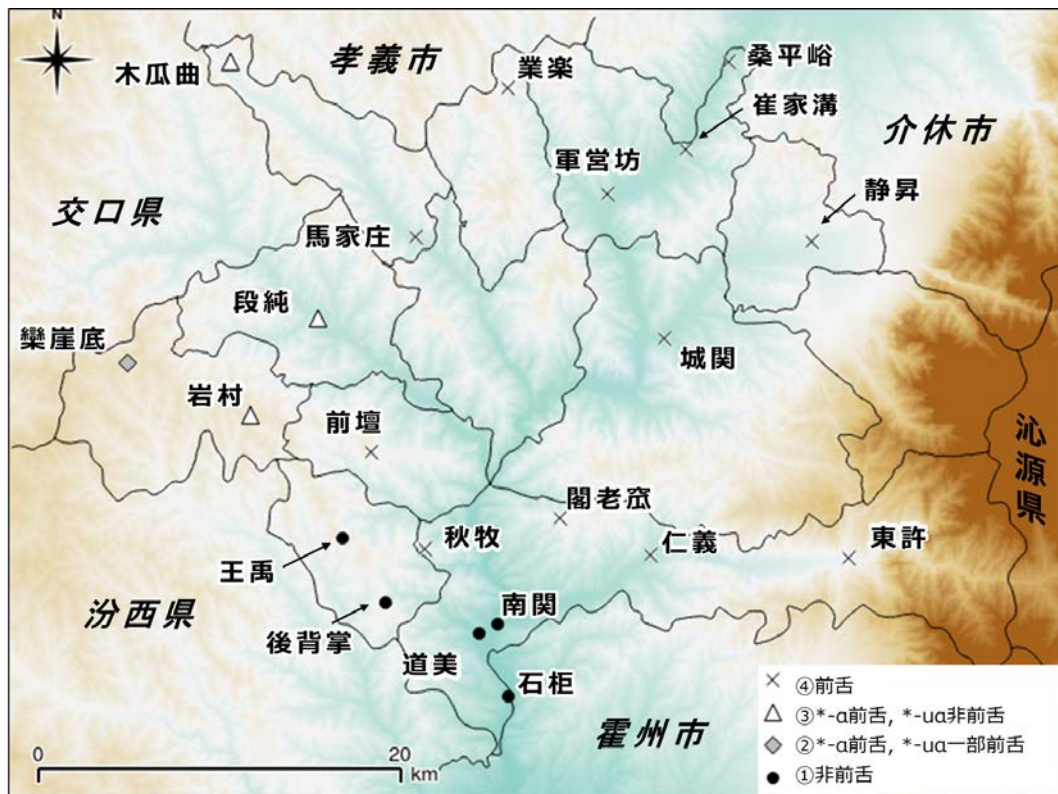 N
木瓜曲
孝義市
業楽
桑平峪
崔家溝
介休市
軍営坊
静昇
交口県
馬家庄
段純
欒崖底
城関
岩村
前壇
沁源県
閣老窊
秋牧
仁義
東許
王禹
南関
汾西県
後背掌
道美
石柜
霍州市
④前舌
③*-ɑ前舌, *-uɑ非前舌
②*-ɑ前舌, *-uɑ一部前舌
①非前舌
0
20
km